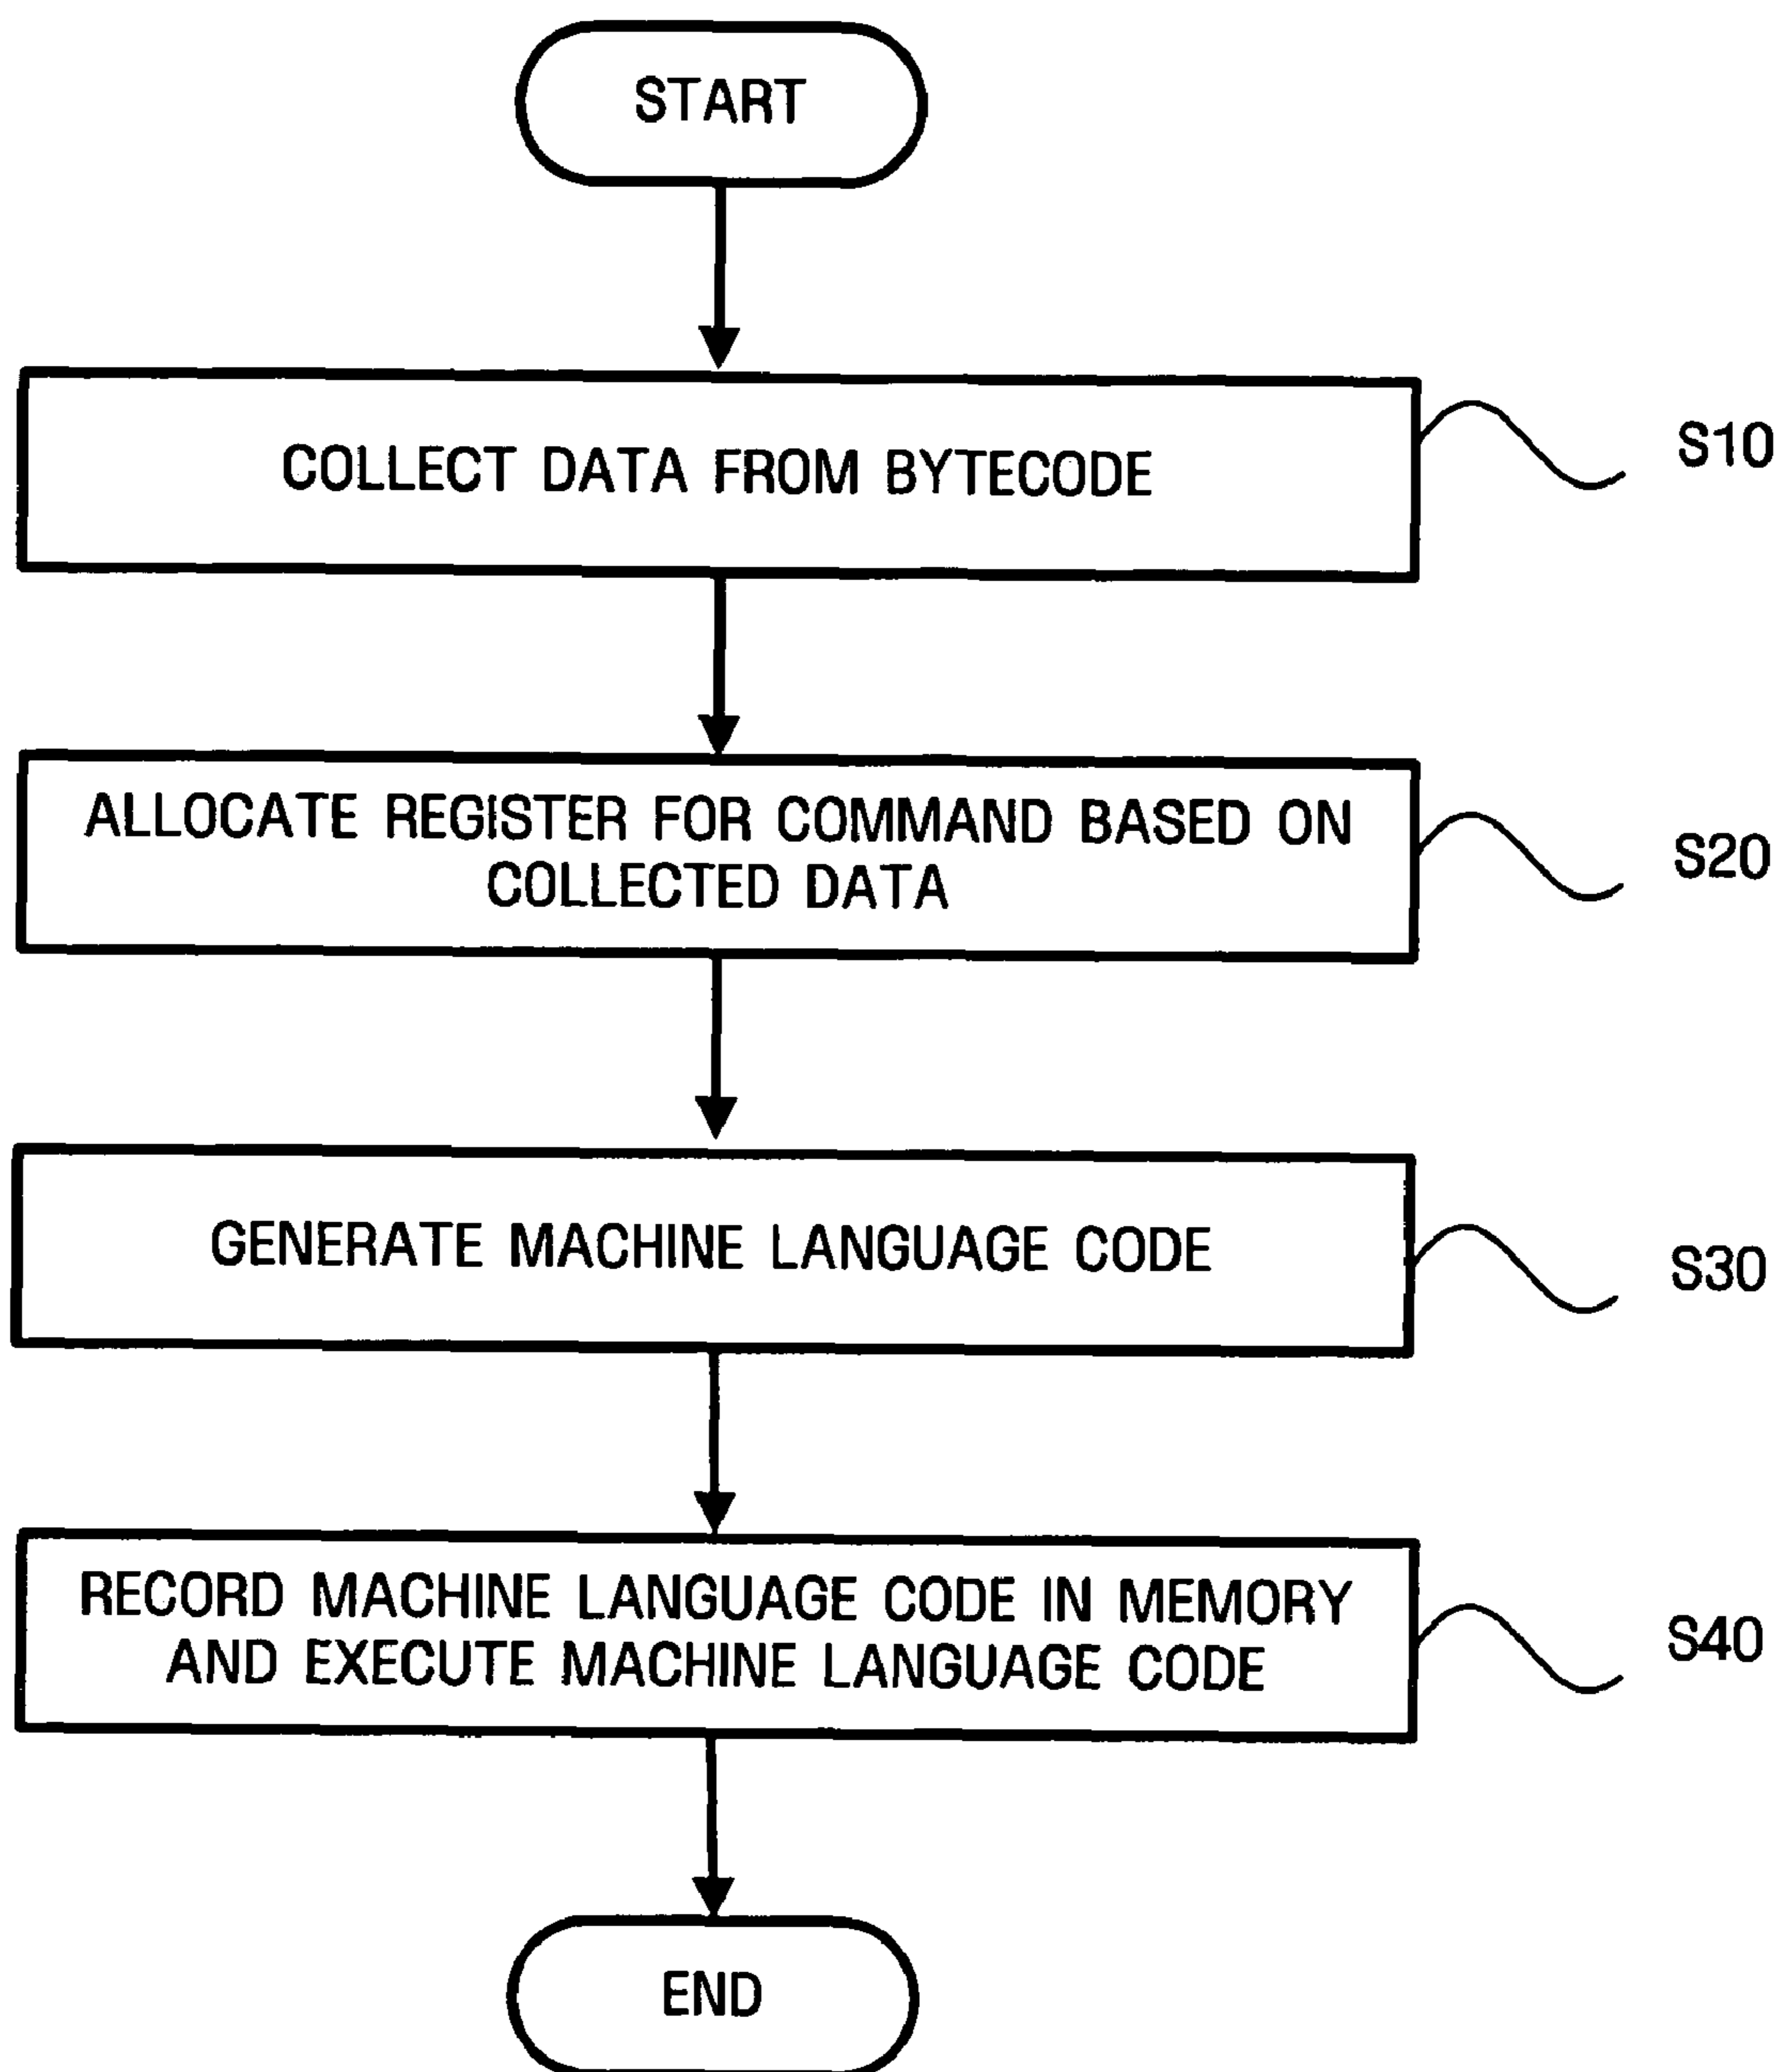 START
COLLECT DATA FROM BYTECODE
S10
ALLOCATE REGISTER FOR COMMAND BASED ON
COLLECTED DATA
S20
GENERATE MACHINE LANGUAGE CODE
S30
RECORD MACHINE LANGUAGE CODE IN MEMORY
AND EXECUTE MACHINE LANGUAGE CODE
S40
END